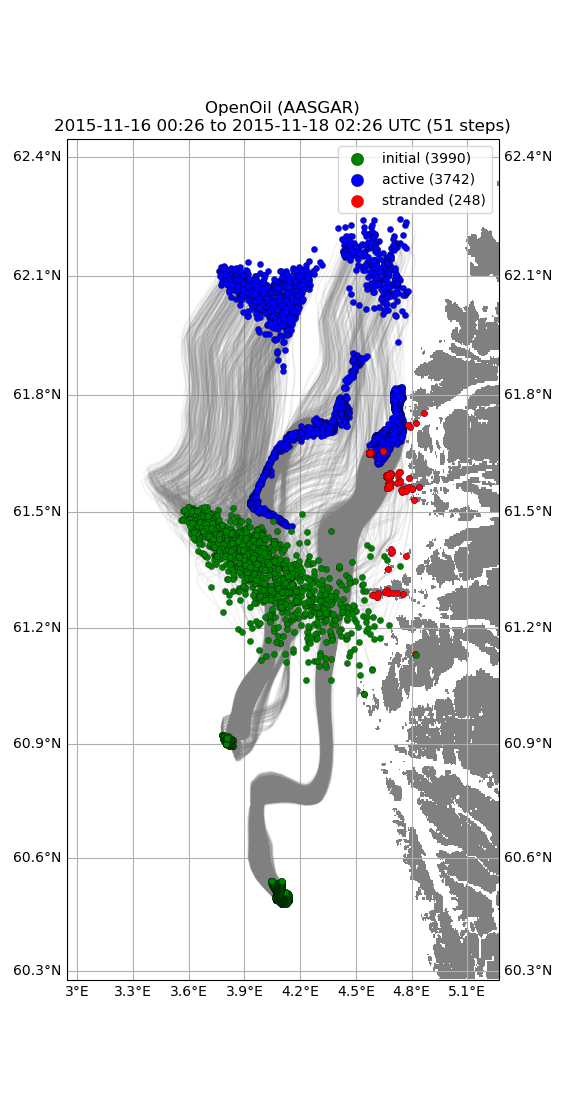 OpenOil (AASGAR)
2015-11-16 00:26 to 2015-11-18 02:26 UTC (51 steps)
62.4°N 62.4°N
initial (3990)
active (3742)
stranded (248)
62.1°N 62.1°N
61.8°N 61.8°N
61.5°N 61.5°N
61.2°N 61.2°N
60.9°N 60.9°N
60.6°N 60.6°N
60.3°N 60.3°N
3°E 3.3°E 3.6°E 3.9°E 4.2°E 4.5°E 4.8°E 5.1°E